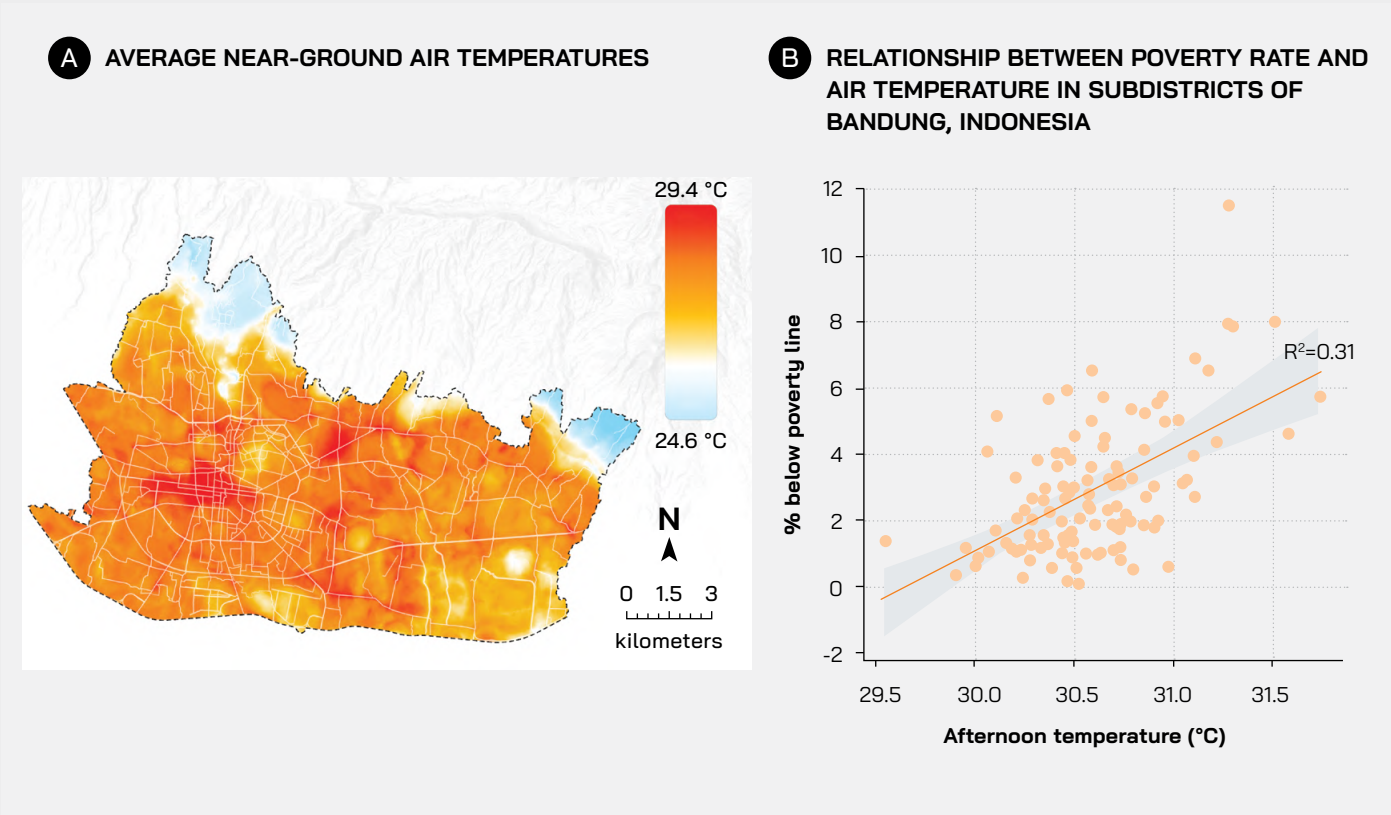 A AVERAGE NEAR-GROUND AIR TEMPERATURES
29.4 °C
24.6 °C
N
0 1.5 3
kilometers
B RELATIONSHIP BETWEEN POVERTY RATE AND
AIR TEMPERATURE IN SUBDISTRICTS OF
BANDUNG, INDONESIA
% below poverty line
12
10
8
6
4
2
0
-2
R²=0.31
29.5 30.0 30.5 31.0 31.5
Afternoon temperature (°C)